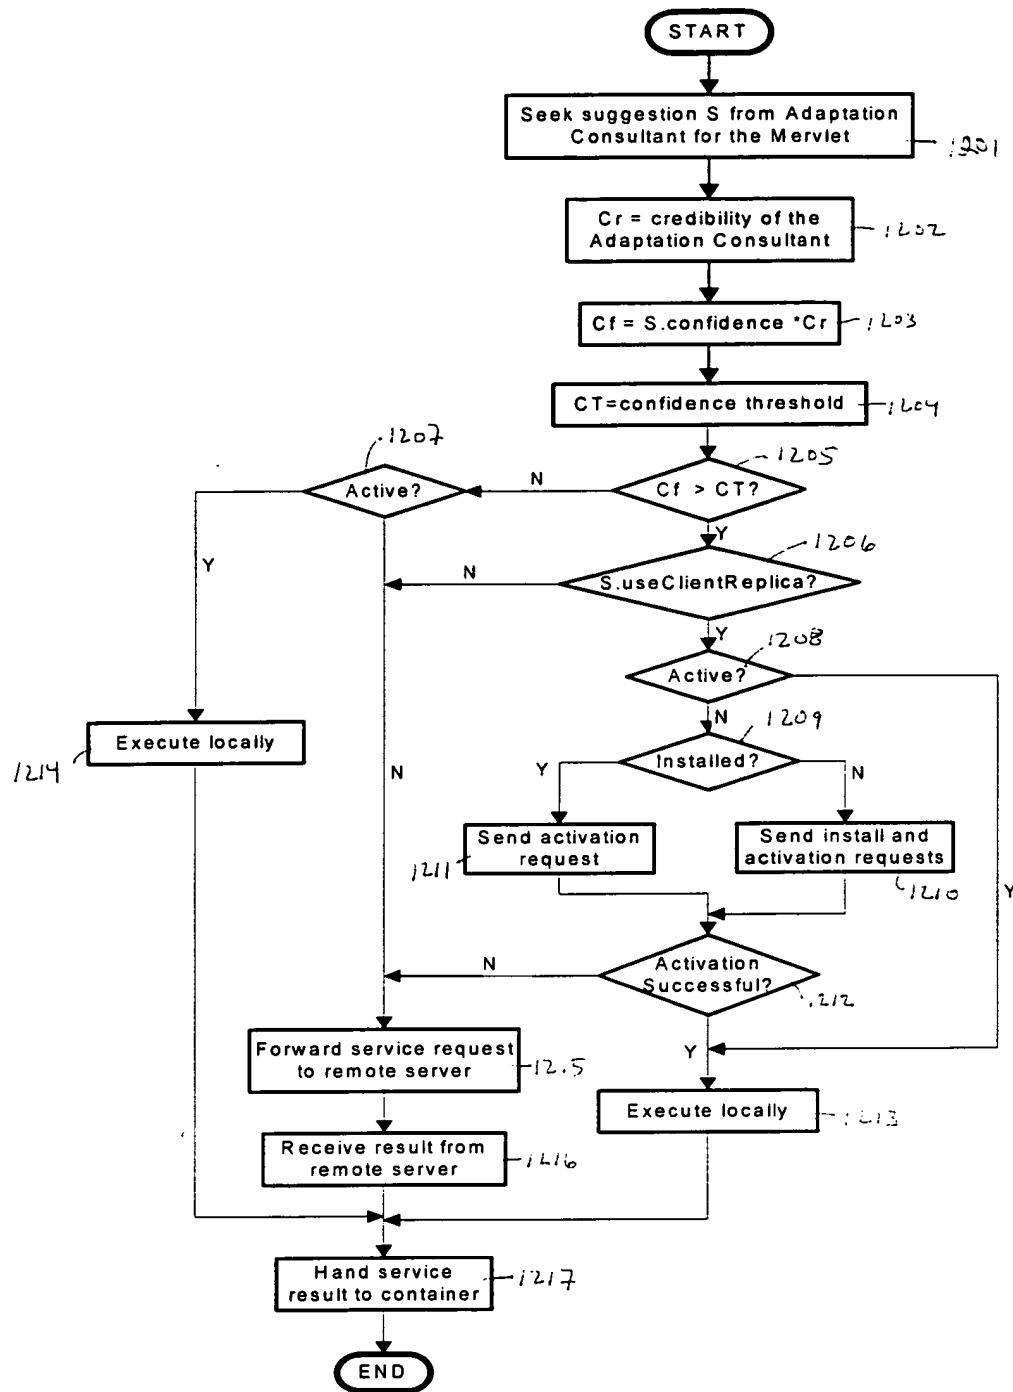 START
Seek suggestion S from Adaptation
Consultant for the Mervlet
1201
Cr = credibility of the
Adaptation Consultant
1202
Cf = S.confidence *Cr
1203
CT=confidence threshold
1204
1207
1205
Active?
N
Cf > CT?
Y
1206
Y
N
S.useClientReplica?
Y
1208
Active?
N
1209
Execute locally
1214
N
Y
Installed?
N
Send activation
request
1211
Send install and
activation requests
1210
Y
N
Activation
Successful?
1212
Forward service request
to remote server
12.5
Y
Execute locally
1213
Receive result from
remote server
1216
Hand service
result to container
1217
END